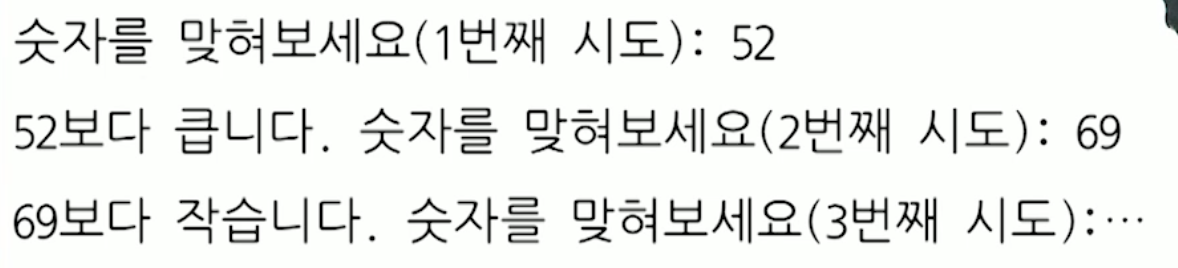 숫자를 맞혀보세요(1번째 시도): 52
52보다 큽니다. 숫자를 맞혀보세요(2번째 시도): 69
69보다 작습니다. 숫자를 맞혀보세요(3번째 시도):…